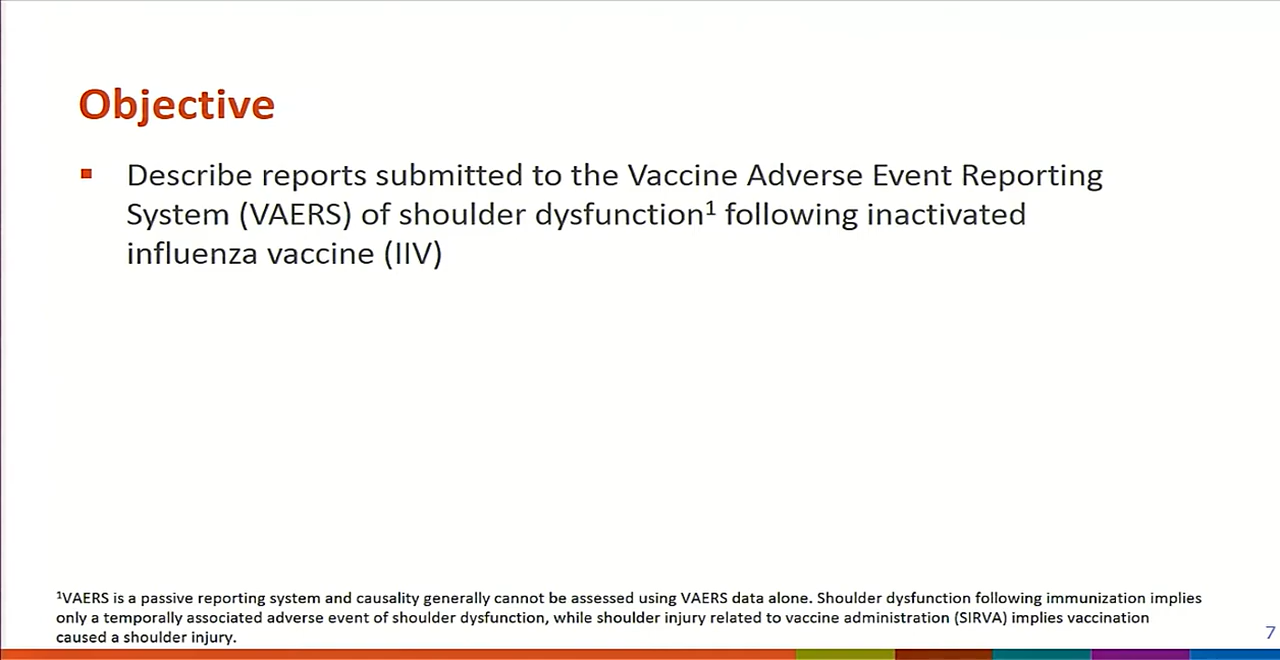 Objective
▪ Describe reports submitted to the Vaccine Adverse Event Reporting
System (VAERS) of shoulder dysfunction¹ following inactivated
influenza vaccine (IIV)
¹VAERS is a passive reporting system and causality generally cannot be assessed using VAERS data alone. Shoulder dysfunction following immunization implies
only a temporally associated adverse event of shoulder dysfunction, while shoulder injury related to vaccine administration (SIRVA) implies vaccination
caused a shoulder injury.
7